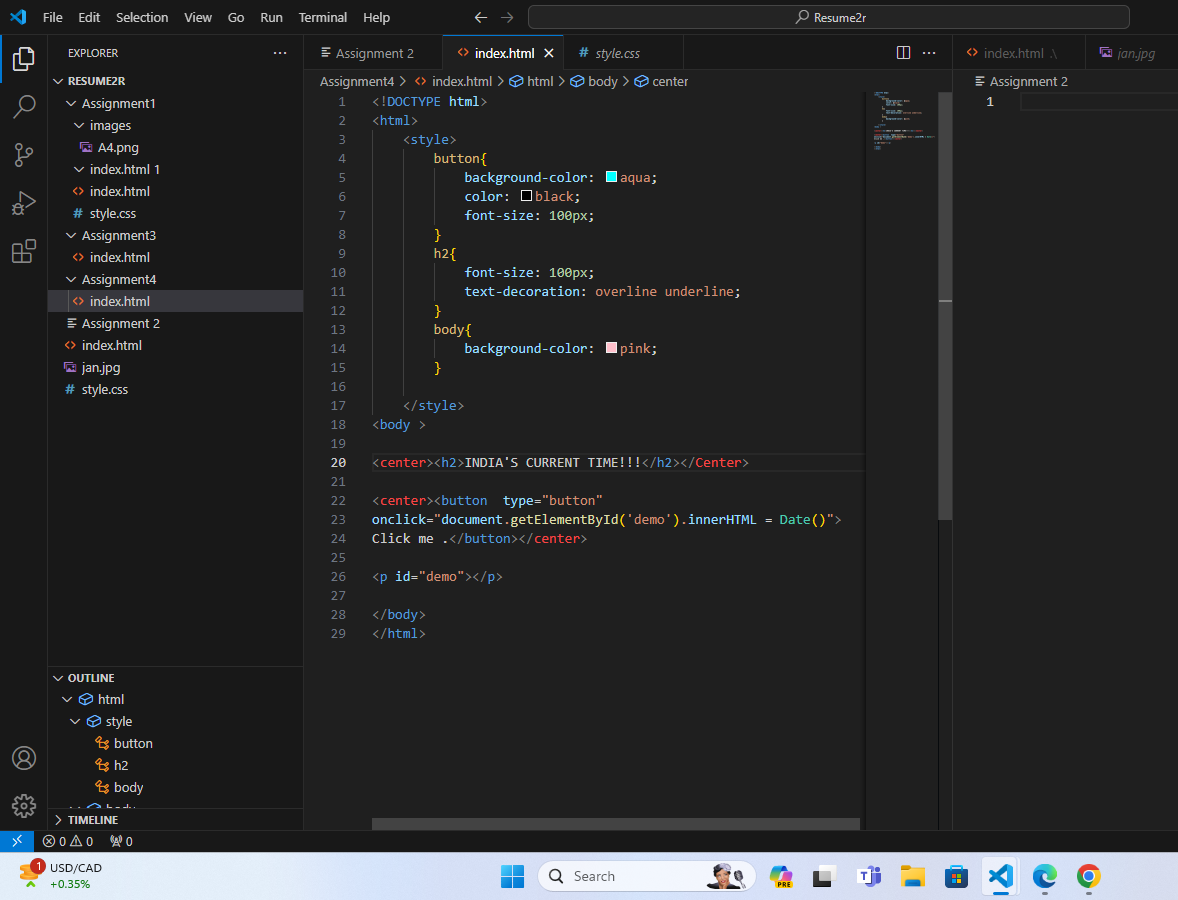 File Edit Selection View Go Run Terminal Help
Resume2r
EXPLORER
RESUME2R
Assignment1
images
A4.png
index.html 1
index.html
# style.css
Assignment3
index.html
Assignment4
index.html
Assignment 2
index.html
jan.jpg
# style.css
OUTLINE
html
style
button
h2
body
body
TIMELINE
Assignment 2
index.html
# style.css
Assignment4 > index.html > html > body > center
1 <!DOCTYPE html>
2 <html>
3 <style>
4 button{
5 background-color: aqua;
6 color: black;
7 font-size: 100px;
8 }
9 h2{
10 font-size: 100px;
11 text-decoration: overline underline;
12 }
13 body{
14 background-color: pink;
15 }
16
17 </style>
18 <body >
19
20 <center><h2>INDIA'S CURRENT TIME!!!</h2></Center>
21
22 <center><button  type="button"
23 onclick="document.getElementById('demo').innerHTML = Date()">
24 Click me .</button></center>
25
26 <p id="demo"></p>
27
28 </body>
29 </html>
index.html .\
jan.jpg
Assignment 2
1
0 0 0
1
USD/CAD
+0.35%
Search
PRE